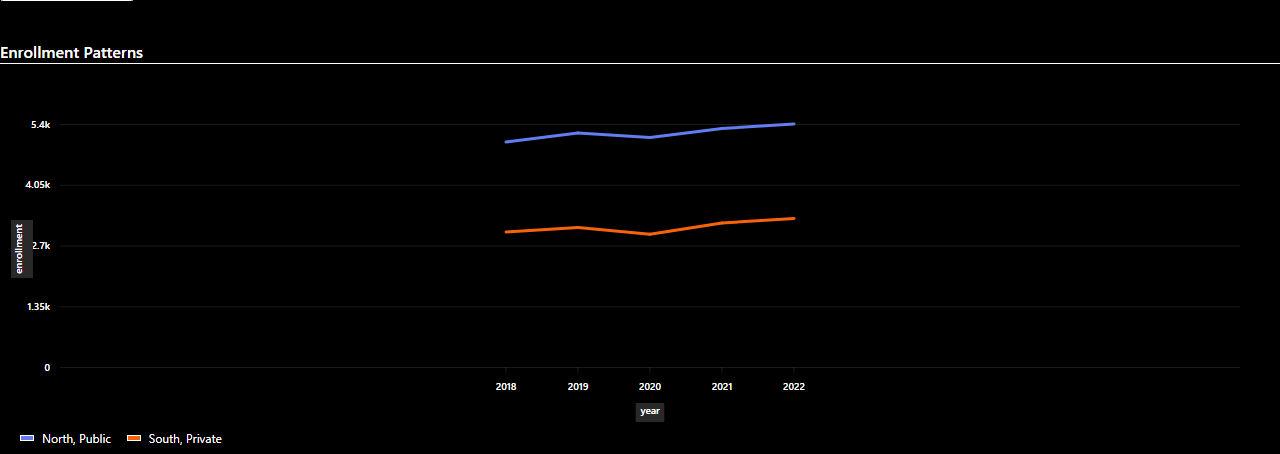 Enrollment Patterns
5.4k
4.05k
2.7k
1.35k
0
enrollment
2018 2019 2020 2021 2022
year
North, Public South, Private